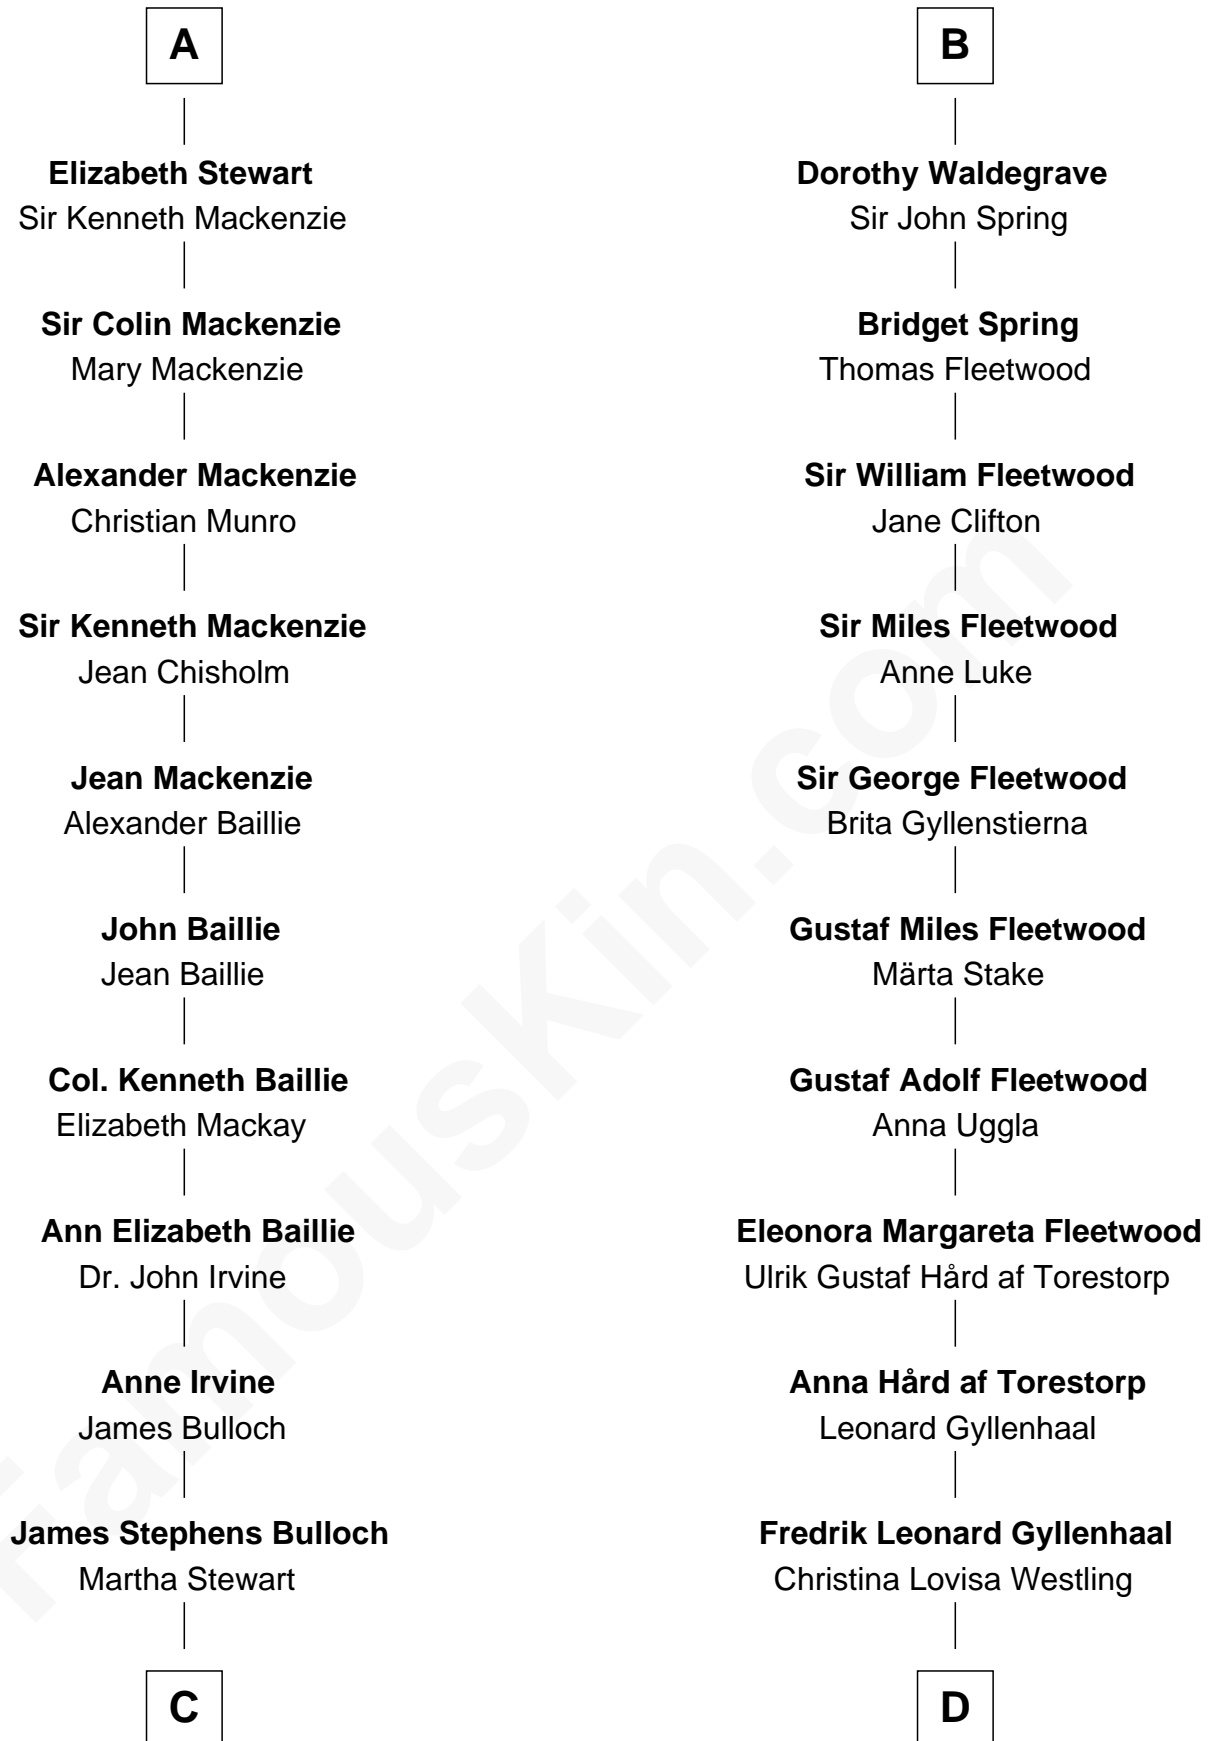 A
Elizabeth Stewart
Sir Kenneth Mackenzie
Sir Colin Mackenzie
Mary Mackenzie
Alexander Mackenzie
Christian Munro
Sir Kenneth Mackenzie
Jean Chisholm
Jean Mackenzie
Alexander Baillie
John Baillie
Jean Baillie
Col. Kenneth Baillie
Elizabeth Mackay
Ann Elizabeth Baillie
Dr. John Irvine
Anne Irvine
James Bulloch
James Stephens Bulloch
Martha Stewart
C
B
Dorothy Waldegrave
Sir John Spring
Bridget Spring
Thomas Fleetwood
Sir William Fleetwood
Jane Clifton
Sir Miles Fleetwood
Anne Luke
Sir George Fleetwood
Brita Gyllenstierna
Gustaf Miles Fleetwood
Märta Stake
Gustaf Adolf Fleetwood
Anna Uggla
Eleonora Margareta Fleetwood
Ulrik Gustaf Hård af Torestorp
Anna Hård af Torestorp
Leonard Gyllenhaal
Fredrik Leonard Gyllenhaal
Christina Lovisa Westling
D
FamousKin.com